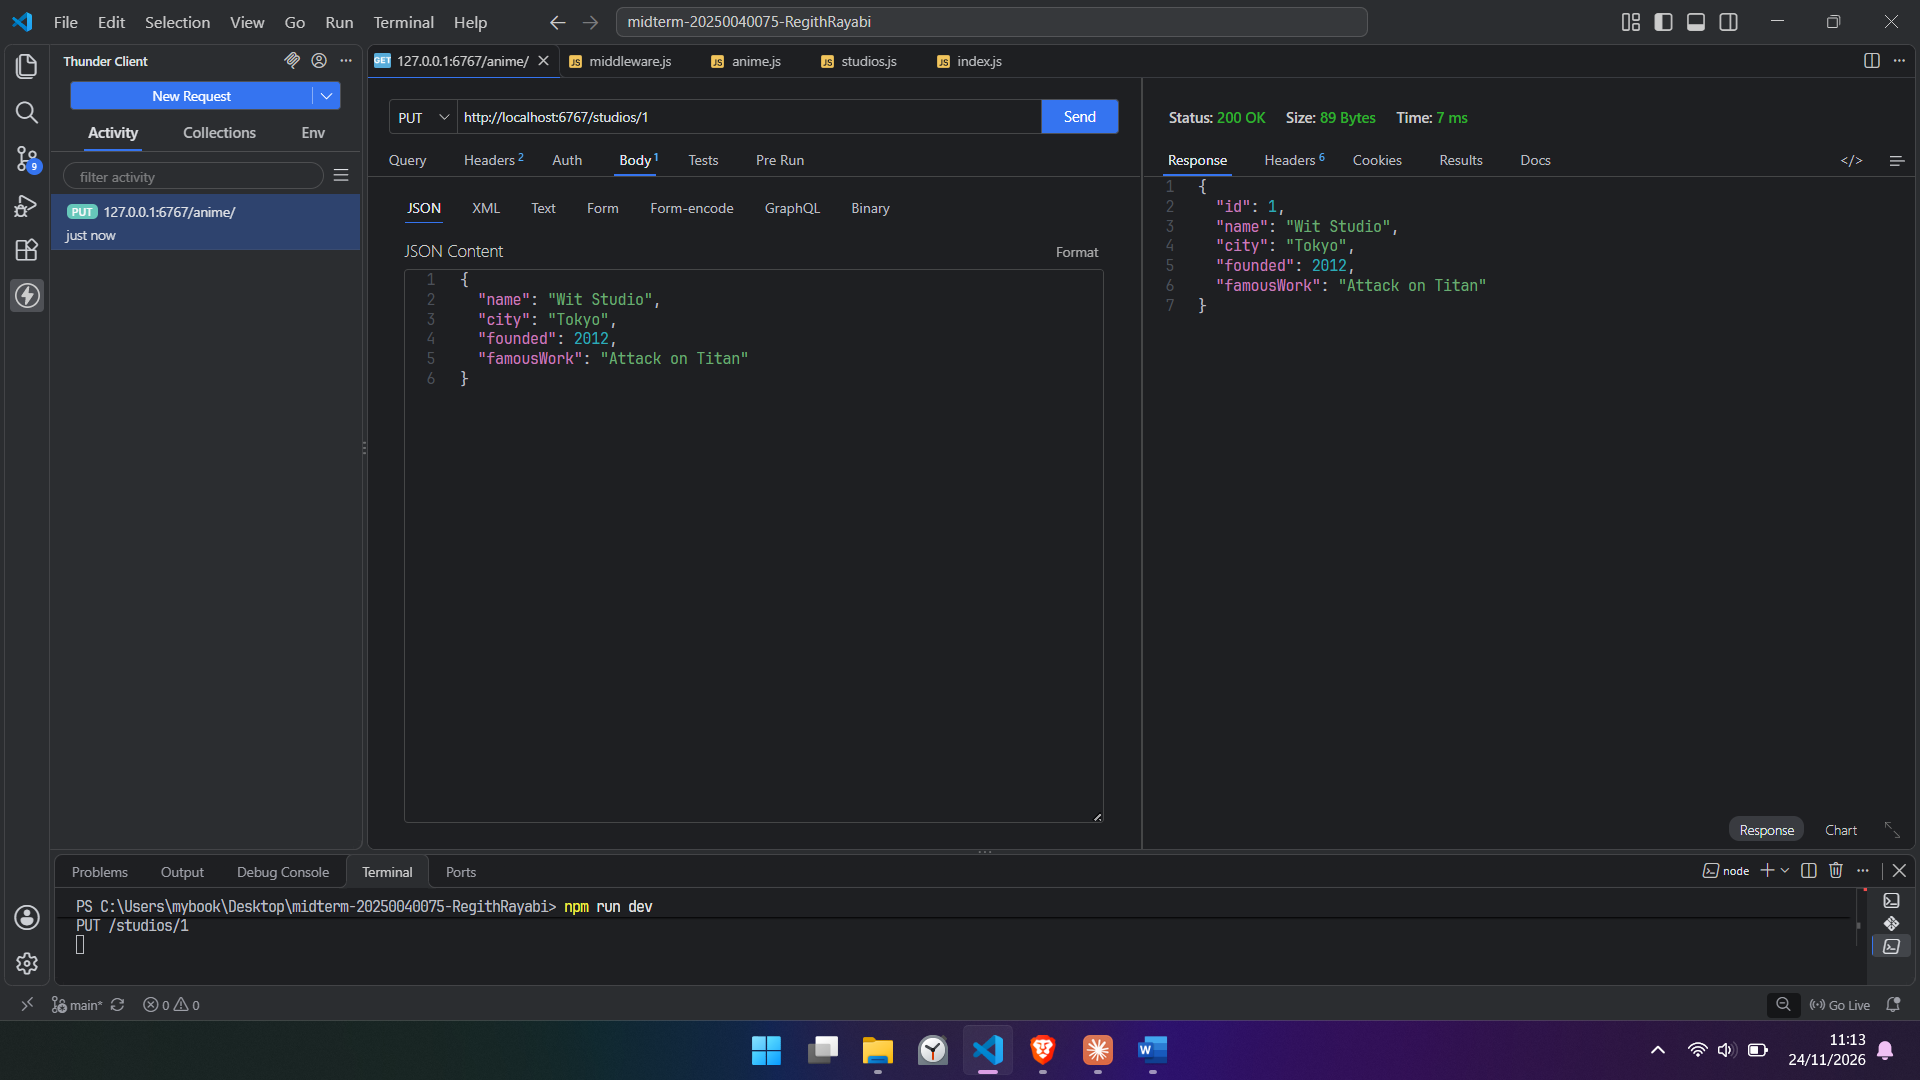 File Edit Selection View Go Run Terminal Help
midterm-20250040075-RegithRayabi
Thunder Client
New Request
Activity Collections Env
filter activity
PUT 127.0.0.1:6767/anime/
just now
GET 127.0.0.1:6767/anime/
JS middleware.js
JS anime.js
JS studios.js
JS index.js
PUT http://localhost:6767/studios/1 Send
Query Headers 2 Auth Body 1 Tests Pre Run
JSON XML Text Form Form-encode GraphQL Binary
JSON Content Format
1 {
2 "name": "Wit Studio",
3 "city": "Tokyo",
4 "founded": 2012,
5 "famousWork": "Attack on Titan"
6 }
Status: 200 OK Size: 89 Bytes Time: 7 ms
Response Headers 6 Cookies Results Docs
1 {
2 "id": 1,
3 "name": "Wit Studio",
4 "city": "Tokyo",
5 "founded": 2012,
6 "famousWork": "Attack on Titan"
7 }
Response Chart
Problems Output Debug Console Terminal Ports
node
PS C:\Users\mybook\Desktop\midterm-20250040075-RegithRayabi> npm run dev
PUT /studios/1
9
main* 0 0
Go Live
11:13
24/11/2026